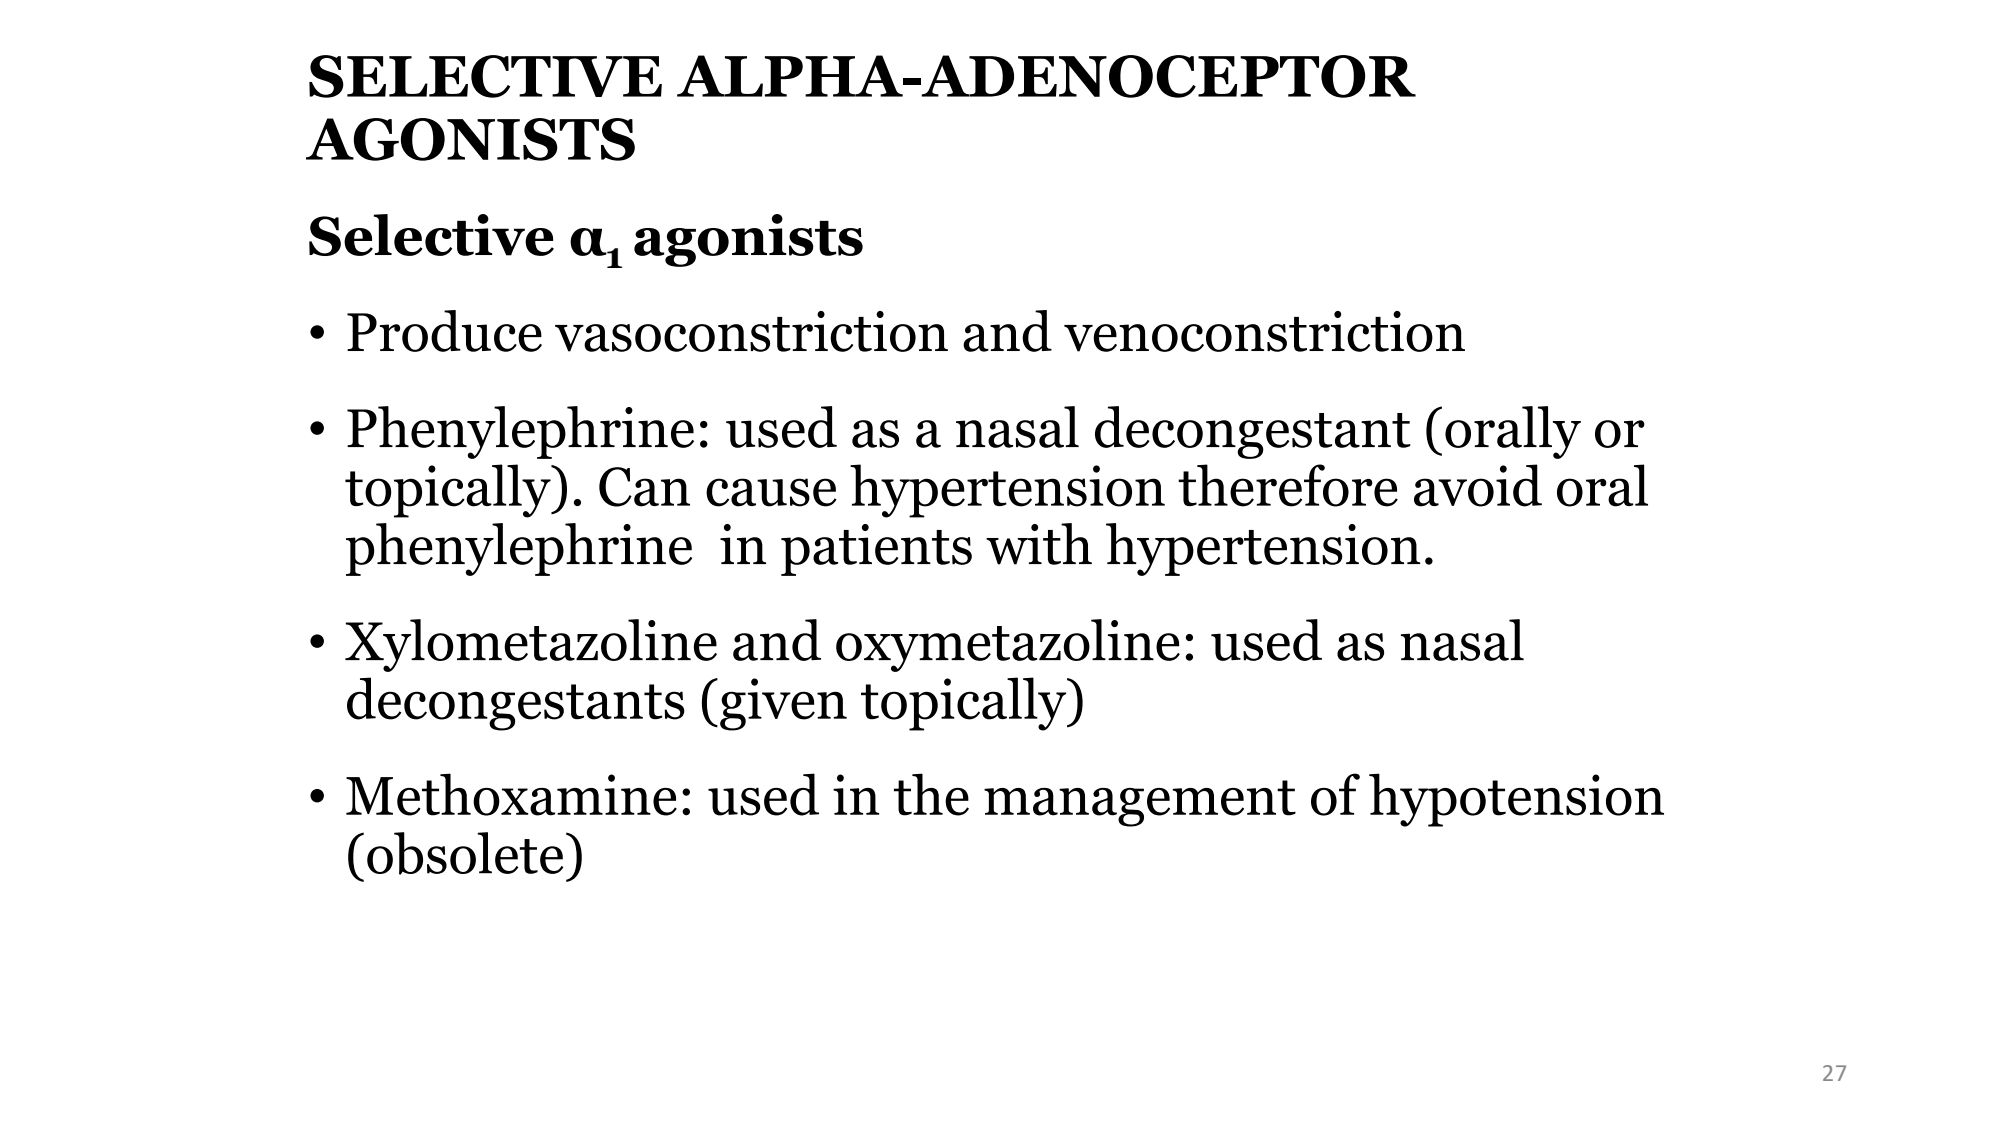 SELECTIVE ALPHA-ADENOCEPTOR
AGONISTS
Selective α₁ agonists
• Produce vasoconstriction and venoconstriction
• Phenylephrine: used as a nasal decongestant (orally or
topically). Can cause hypertension therefore avoid oral
phenylephrine  in patients with hypertension.
• Xylometazoline and oxymetazoline: used as nasal
decongestants (given topically)
• Methoxamine: used in the management of hypotension
(obsolete)
27